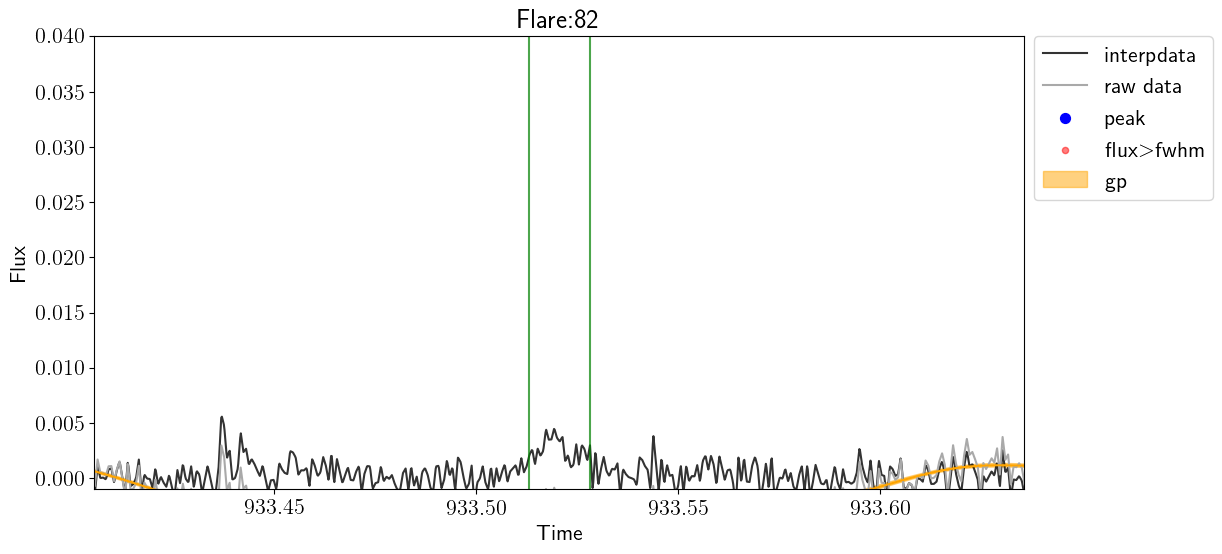 Flare:82
0.040
0.035
0.030
0.025
0.020
0.015
0.010
0.005
0.000
Flux
933.45 933.50 933.55 933.60
Time
interpdata
raw data
peak
flux>fwhm
gp